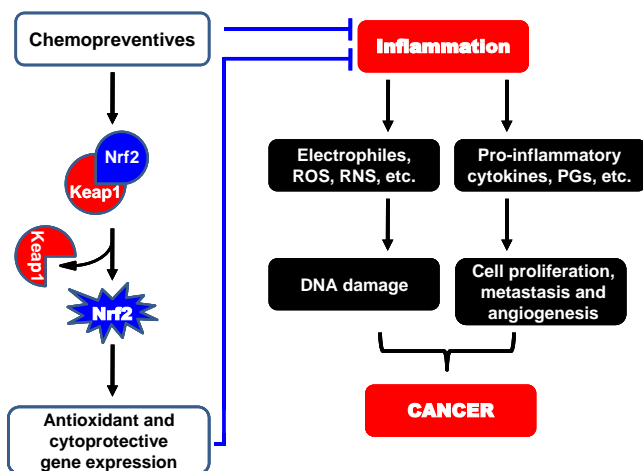 Chemopreventives
Inflammation
Nrf2
Keap1
Electrophiles,
ROS, RNS, etc.
Pro-inflammatory
cytokines, PGs, etc.
Keap1
Nrf2
DNA damage
Cell proliferation,
metastasis and
angiogenesis
Antioxidant and
cytoprotective
gene expression
CANCER